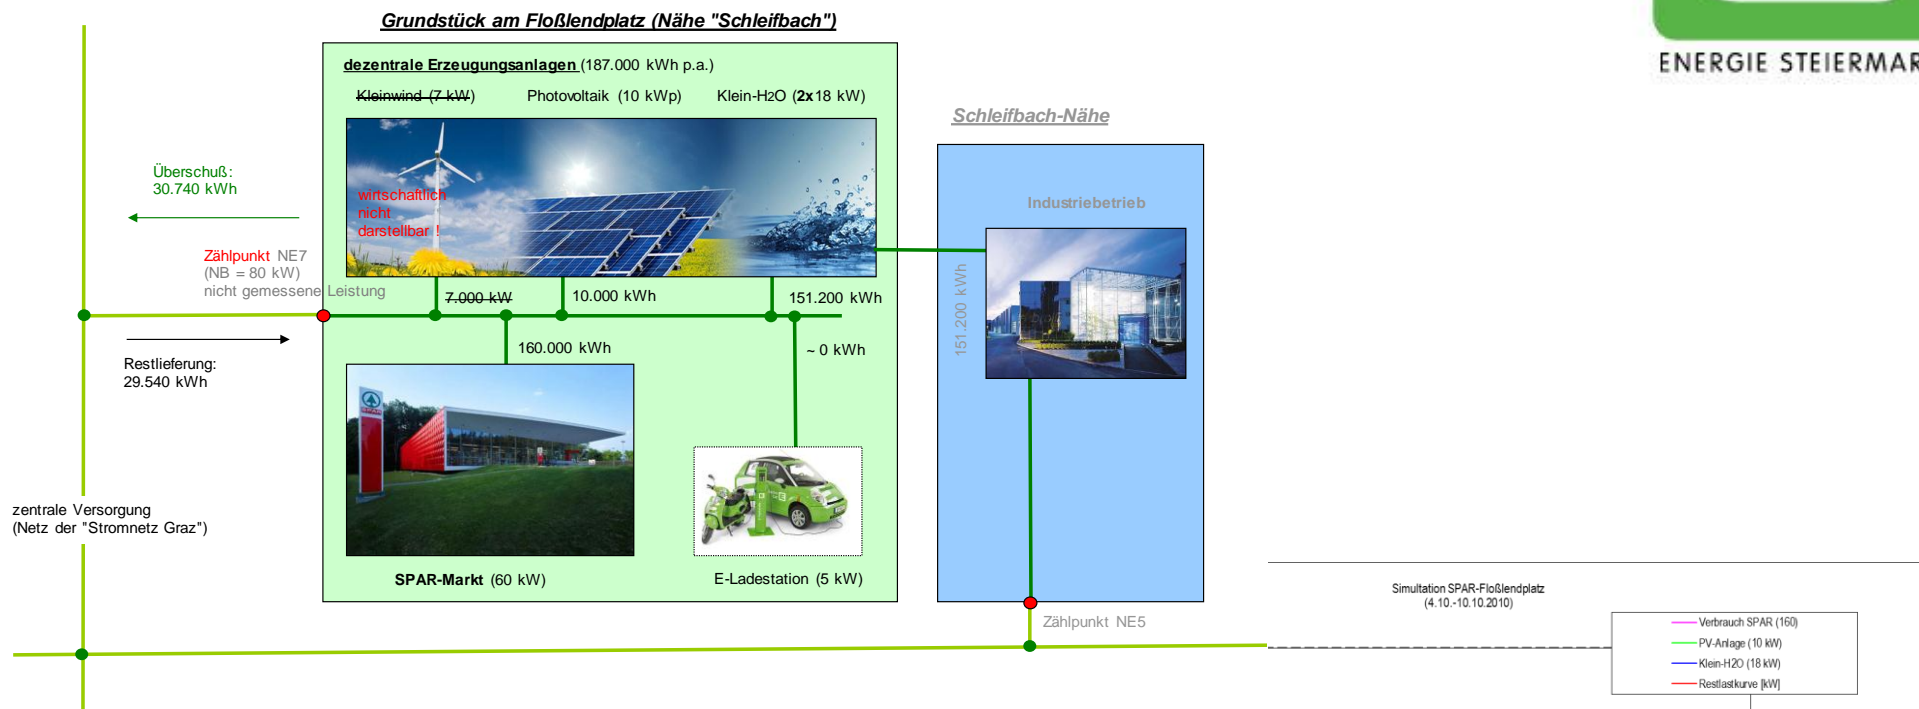 Grundstück am Floßlendplatz (Nähe "Schleifbach")
ENERGIE STEIERMAR
dezentrale Erzeugungsanlagen (187.000 kWh p.a.)
Kleinwind (7 kW) Photovoltaik (10 kWp) Klein-H2O (2x18 kW)
Schleifbach-Nähe
Überschuß:
30.740 kWh
wirtschaftlich
nicht
darstellbar !
Industriebetrieb
Zählpunkt NE7
(NB = 80 kW)
nicht gemessene Leistung
7.000 kW 10.000 kWh 151.200 kWh
151.200 kWh
160.000 kWh
~ 0 kWh
Restlieferung:
29.540 kWh
SPAR
zentrale Versorgung
(Netz der "Stromnetz Graz")
SPAR-Markt (60 kW)
E-Ladestation (5 kW)
Zählpunkt NE5
Simultation SPAR-Floßlendplatz
(4.10.-10.10.2010)
Verbrauch SPAR (160)
PV-Anlage (10 kW)
Klein-H2O (18 kW)
Restlastkurve [kW]